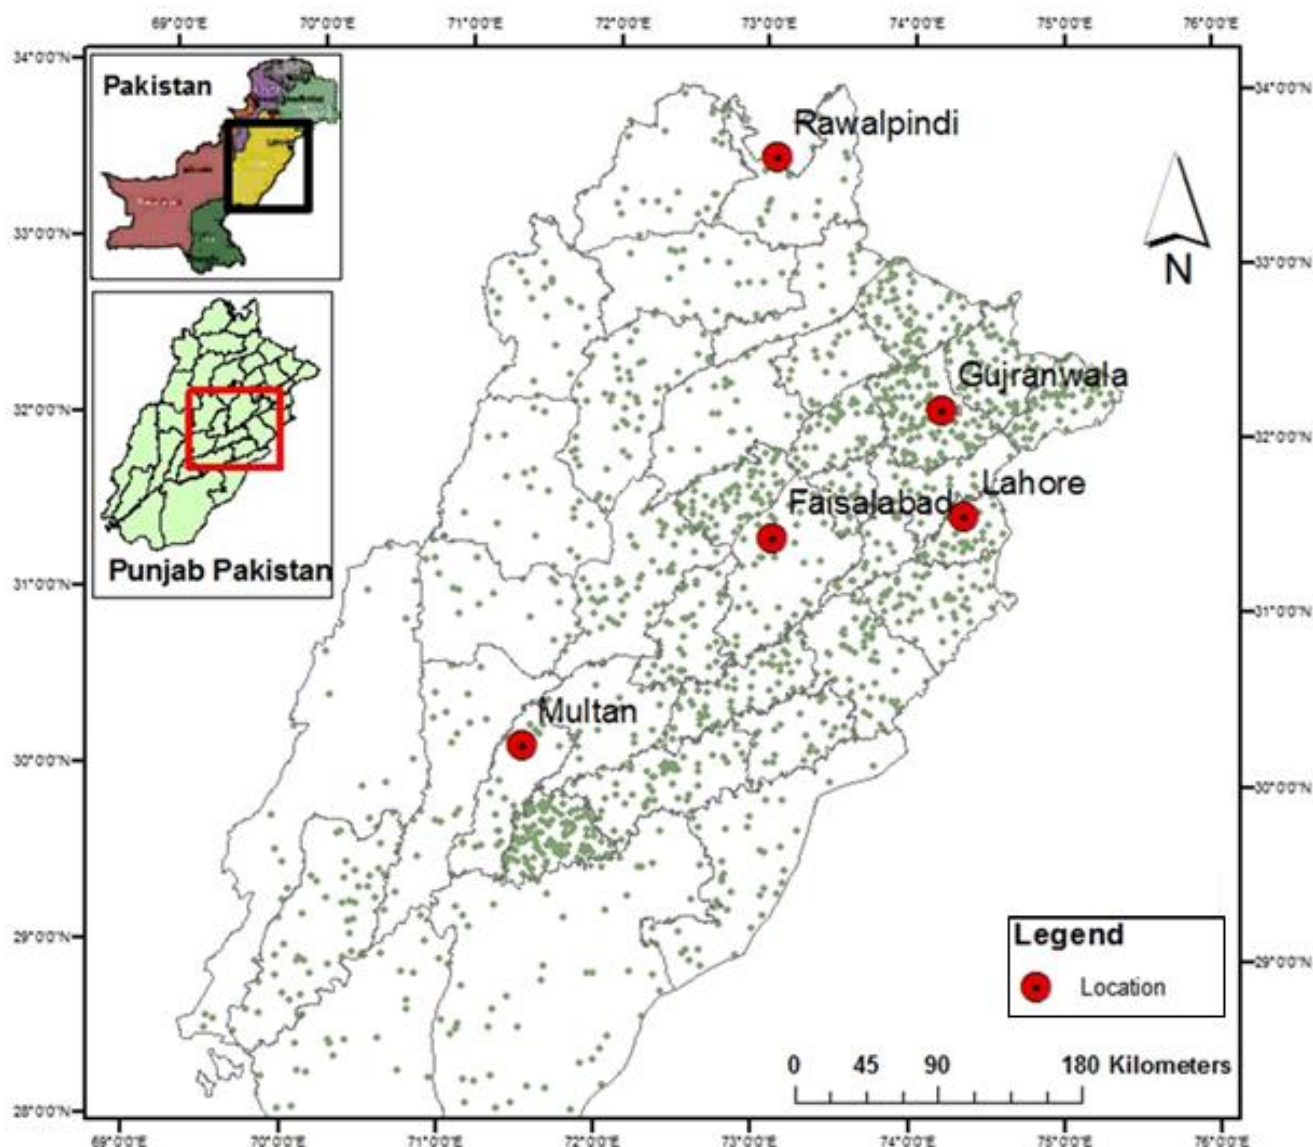 69°0'0"E 70°0'0"E 71°0'0"E 72°0'0"E 73°0'0"E 74°0'0"E 75°0'0"E 76°0'0"E
34°0'0"N
Pakistan
34°0'0"N
Rawalpindi
33°0'0"N
33°0'0"N
N
Gujranwala
32°0'0"N
32°0'0"N
Lahore
Faisalabad
Punjab Pakistan
31°0'0"N
31°0'0"N
Multan
30°0'0"N
30°0'0"N
29°0'0"N
Legend
29°0'0"N
Location
0 45 90 180 Kilometers
28°0'0"N
69°0'0"E 70°0'0"E 71°0'0"E 72°0'0"E 73°0'0"E 74°0'0"E 75°0'0"E 76°0'0"E